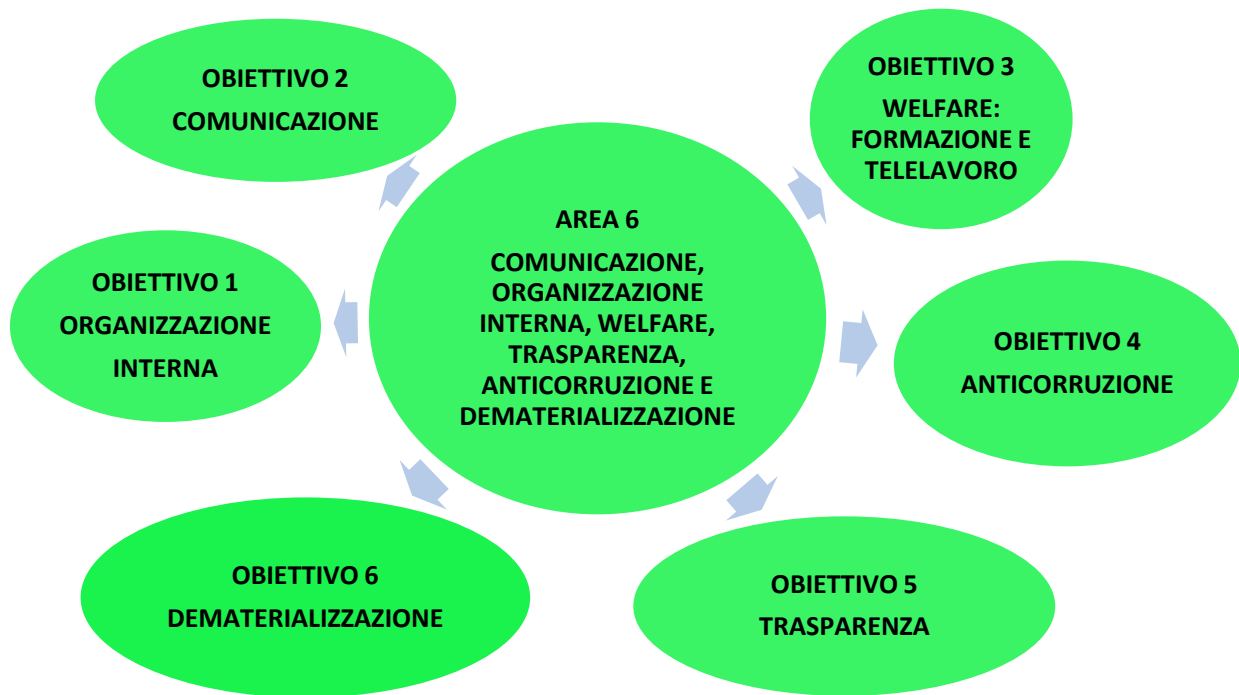 OBIETTIVO 2
COMUNICAZIONE
OBIETTIVO 3
WELFARE:
FORMAZIONE E
TELELAVORO
AREA 6
COMUNICAZIONE,
ORGANIZZAZIONE
INTERNA, WELFARE,
TRASPARENZA,
ANTICORRUZIONE E
DEMATERIALIZZAZIONE
OBIETTIVO 1
ORGANIZZAZIONE
INTERNA
OBIETTIVO 4
ANTICORRUZIONE
OBIETTIVO 6
DEMATERIALIZZAZIONE
OBIETTIVO 5
TRASPARENZA